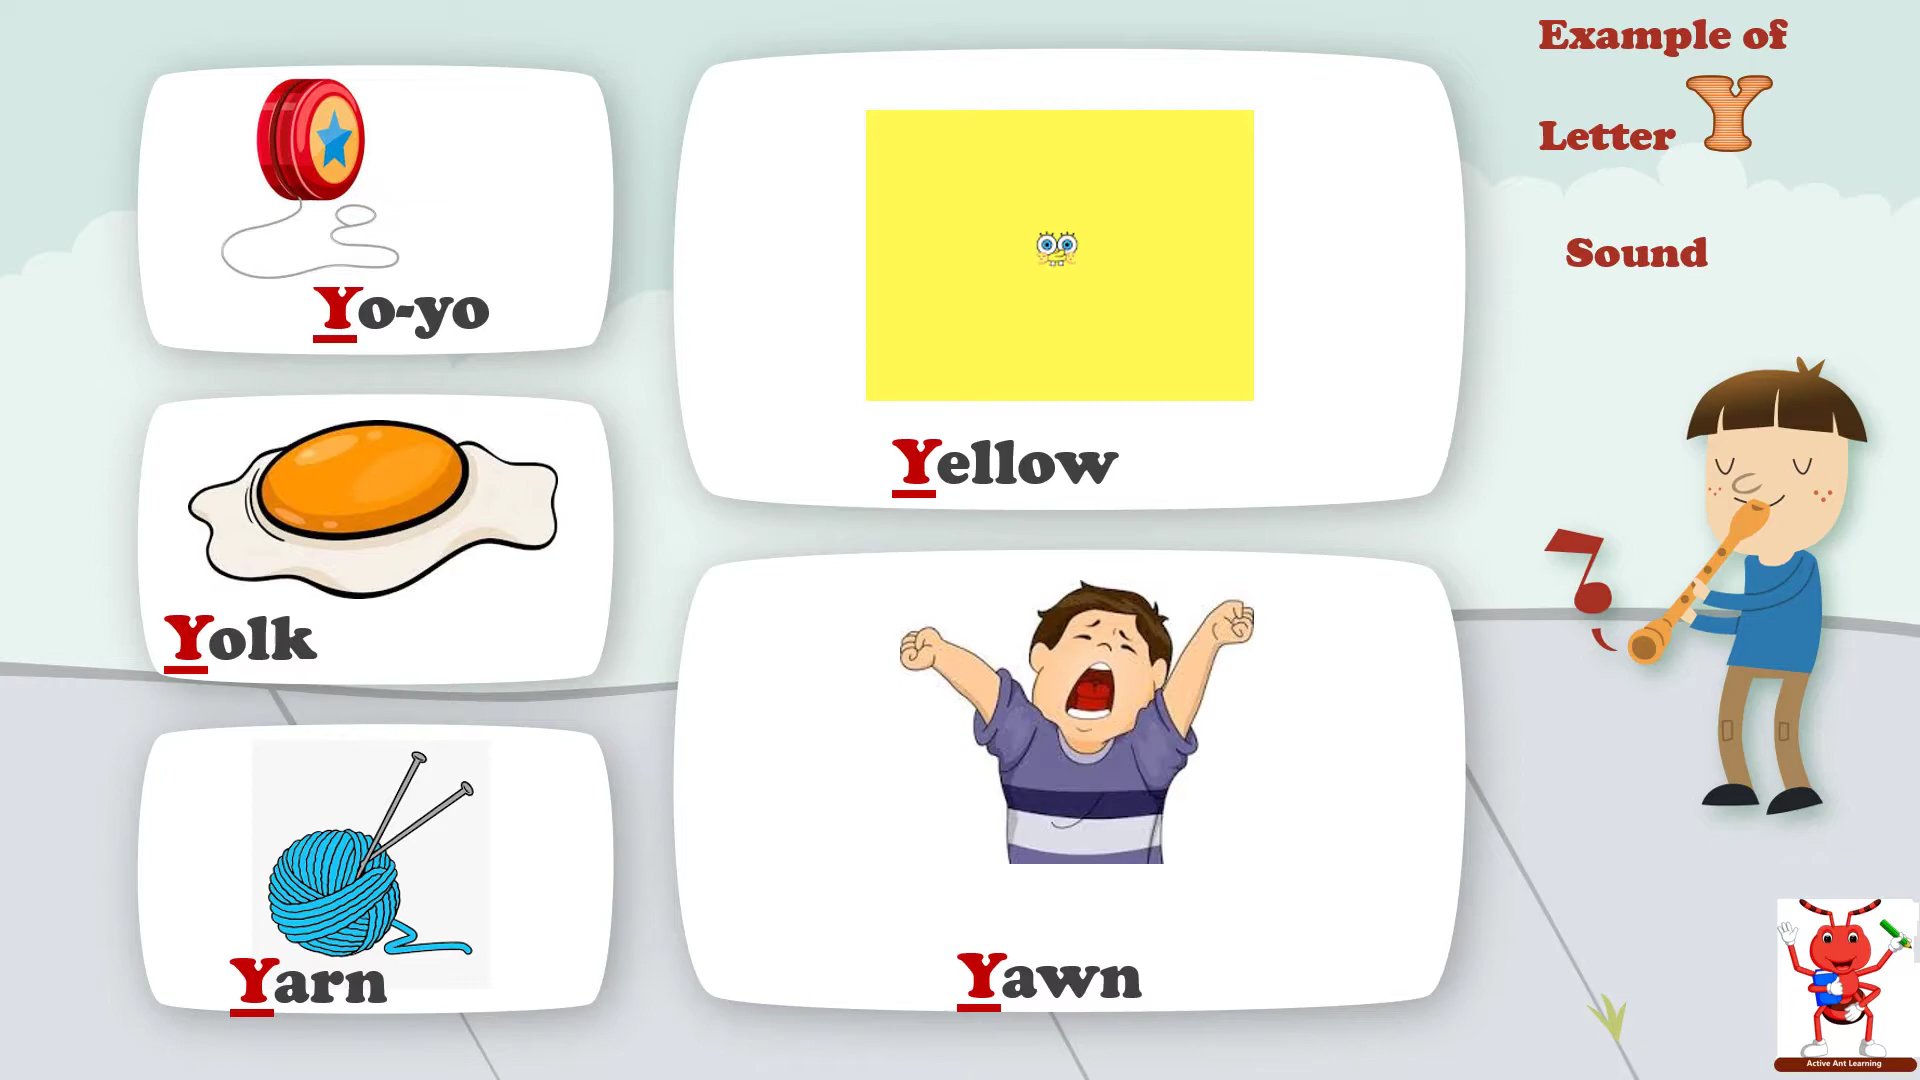 Example of
Letter Y
Sound
Yo-yo
Yellow
Yolk
Yarn
Yawn
Active Ant Learning